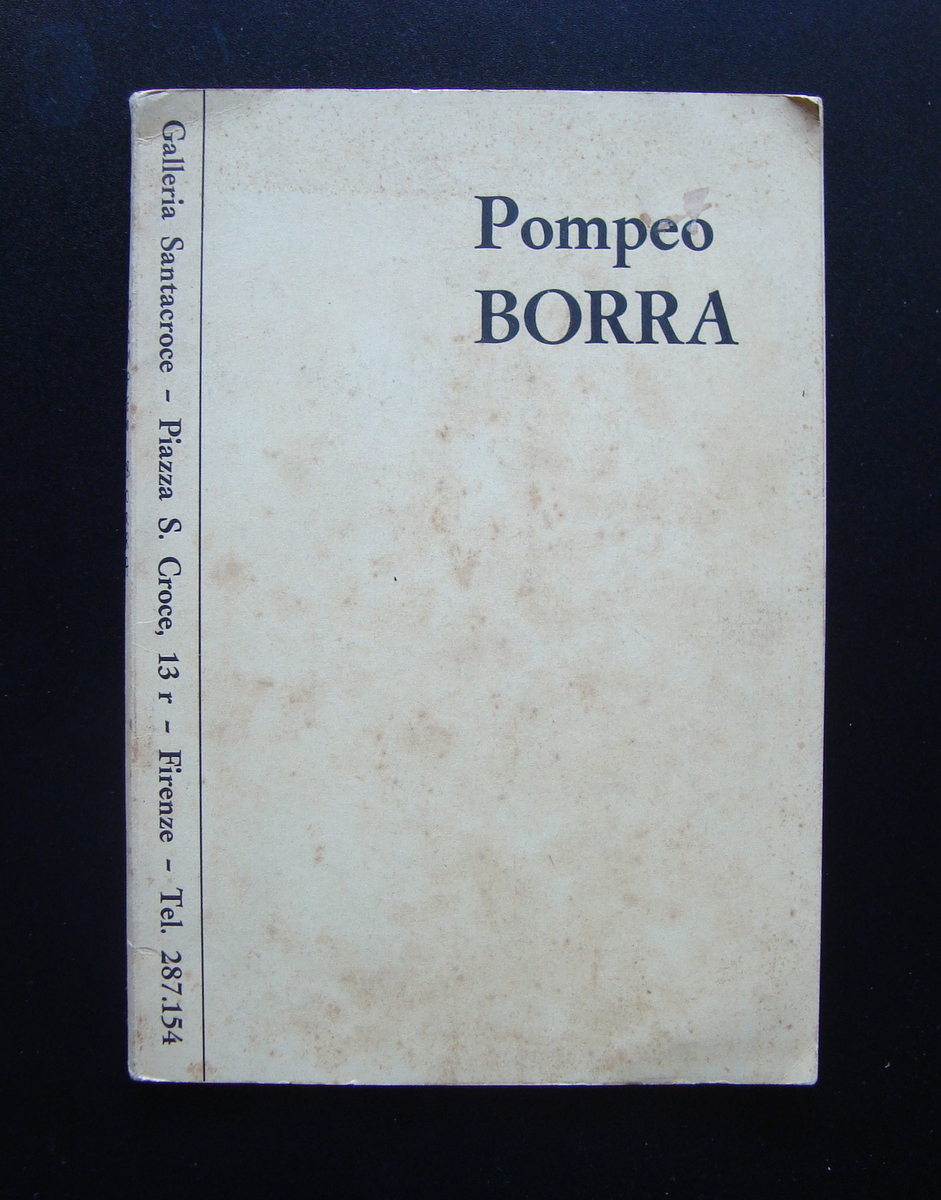 Pompeo
BORRA
Galleria Santacroce - Piazza S. Croce, 13 r - Firenze - Tel. 287.154